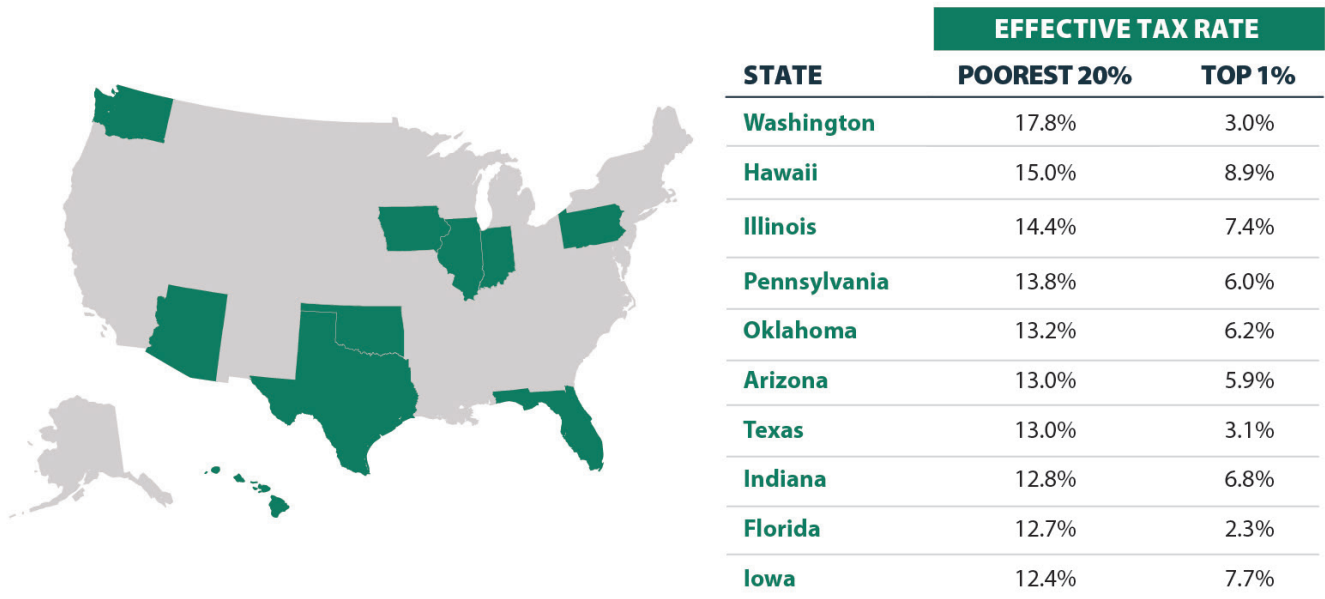 EFFECTIVE TAX RATE
STATE POOREST 20% TOP 1%
Washington 17.8% 3.0%
Hawaii 15.0% 8.9%
Illinois 14.4% 7.4%
Pennsylvania 13.8% 6.0%
Oklahoma 13.2% 6.2%
Arizona 13.0% 5.9%
Texas 13.0% 3.1%
Indiana 12.8% 6.8%
Florida 12.7% 2.3%
Iowa 12.4% 7.7%